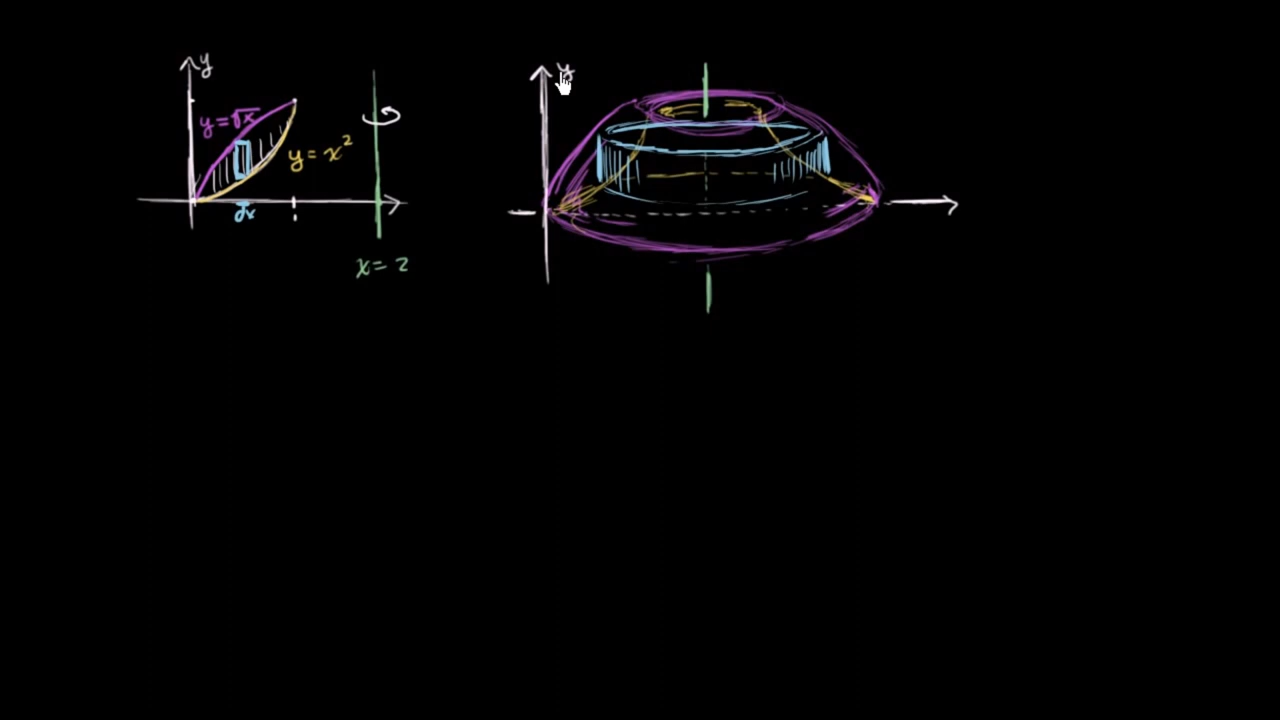 y
y = √x
y = x²
dx
x = 2
y